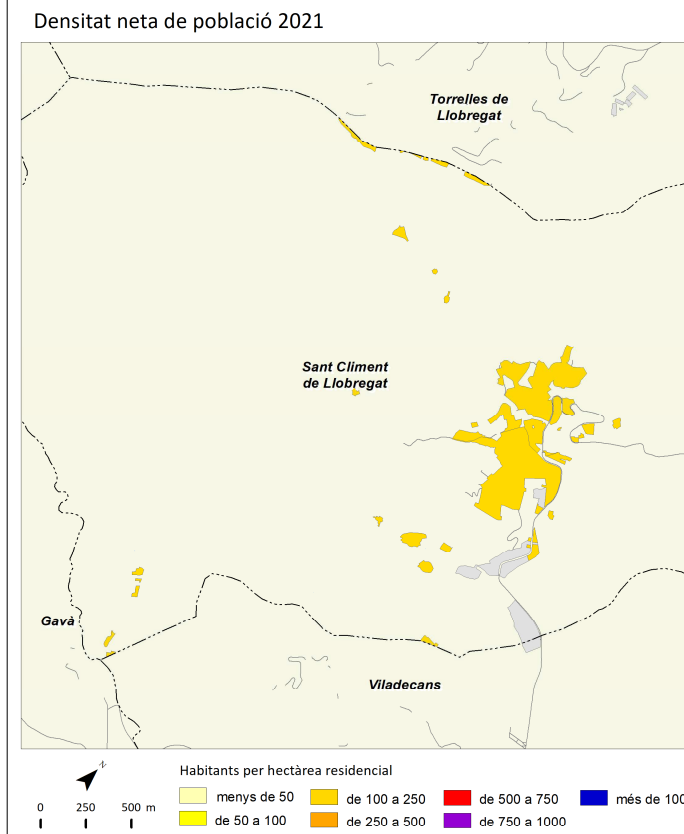 Densitat neta de població 2021
Torrelles de
Llobregat
Sant Climent
de Llobregat
Gavà
Viladecans
N
0 250 500 m
Habitants per hectàrea residencial
menys de 50
de 100 a 250
de 500 a 750
més de 100
de 50 a 100
de 250 a 500
de 750 a 1000